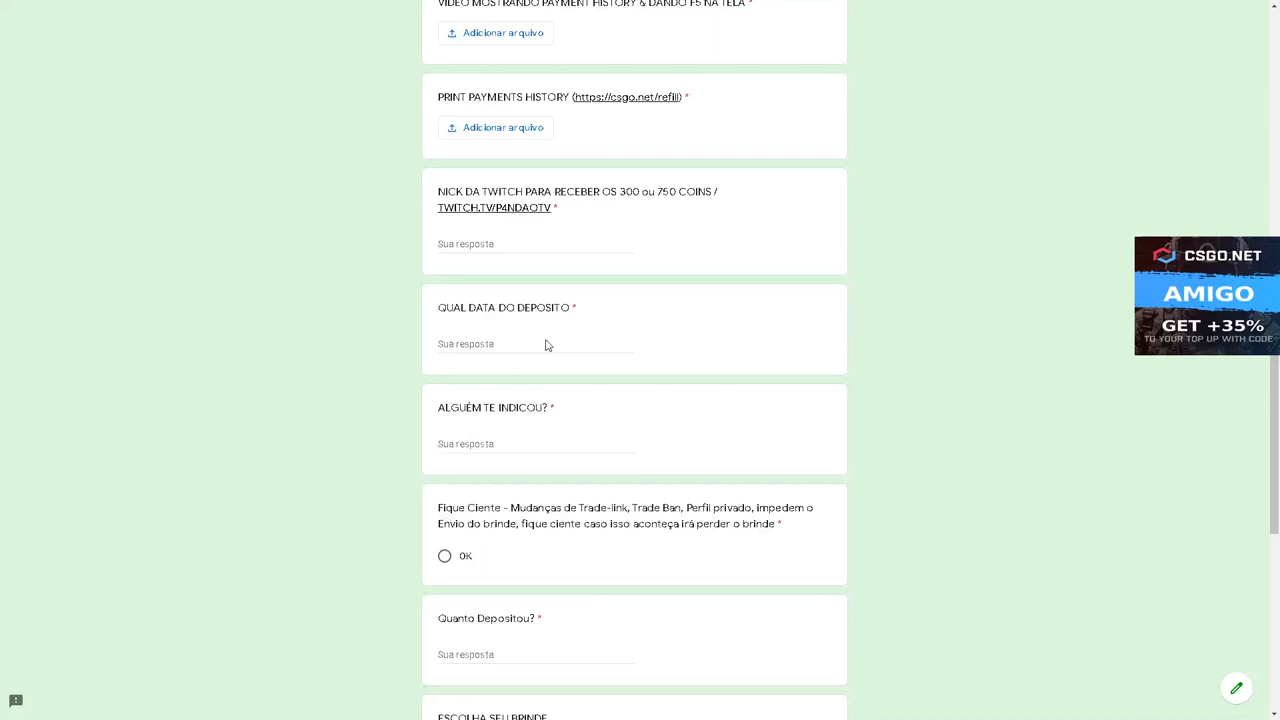 VIDEO MOSTRANDO PAYMENT HISTORY & DANDO F5 NA TELA *
Adicionar arquivo
PRINT PAYMENTS HISTORY (https://csgo.net/refill) *
Adicionar arquivo
NICK DA TWITCH PARA RECEBER OS 300 ou 750 COINS /
TWITCH.TV/P4NDAOTV *
Sua resposta
QUAL DATA DO DEPOSITO *
Sua resposta
ALGUÉM TE INDICOU? *
Sua resposta
Fique Ciente - Mudanças de Trade-link, Trade Ban, Perfil privado, impedem o
Envio do brinde, fique ciente caso isso aconteça irá perder o brinde *
OK
Quanto Depositou? *
Sua resposta
ESCOLHA SEU BRINDE
CSGO.NET
AMIGO
GET +35%
TO YOUR TOP UP WITH CODE